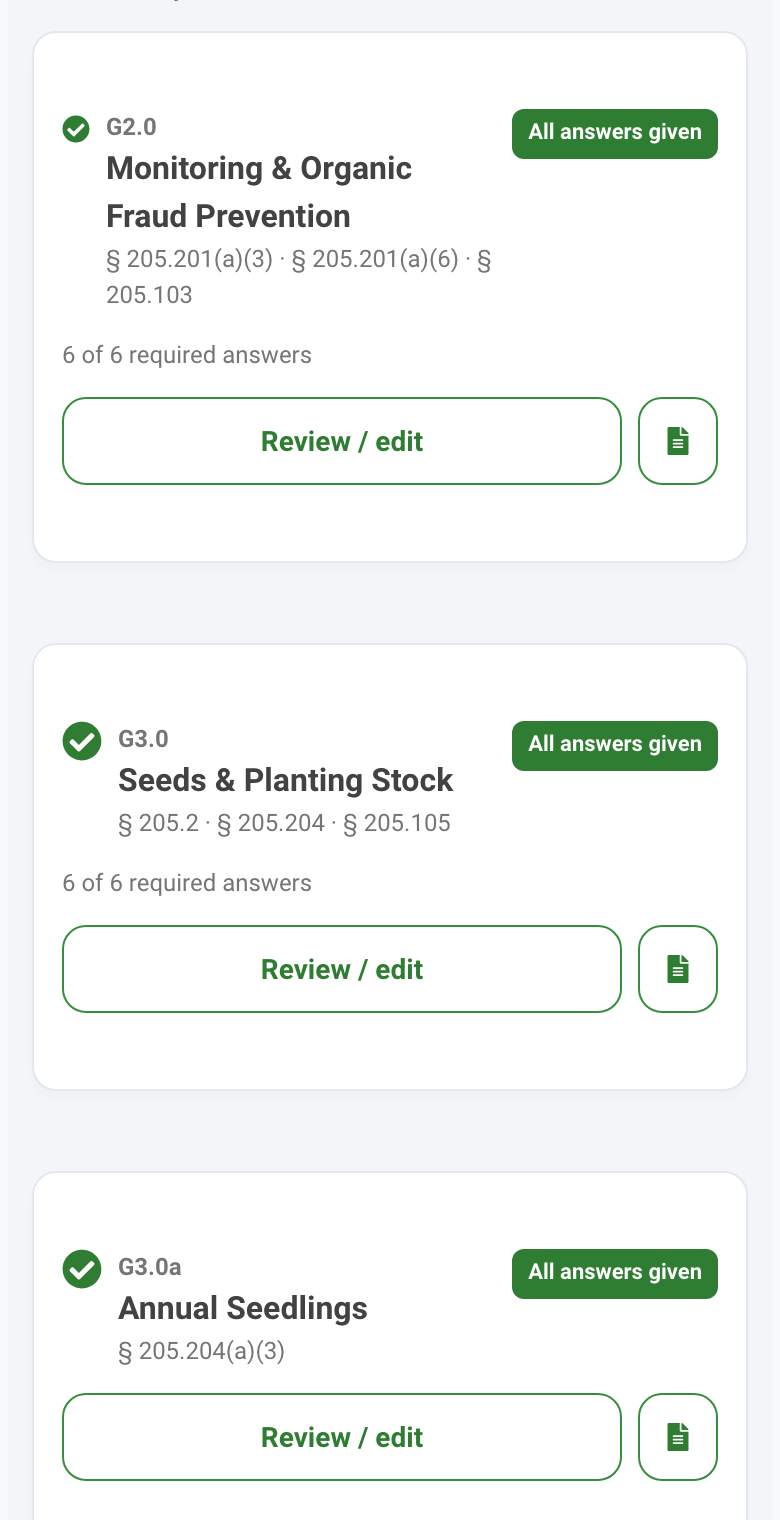 G2.0
All answers given
Monitoring & Organic
Fraud Prevention
§ 205.201(a)(3) · § 205.201(a)(6) · §
205.103
6 of 6 required answers
Review / edit
G3.0
All answers given
Seeds & Planting Stock
§ 205.2 · § 205.204 · § 205.105
6 of 6 required answers
Review / edit
G3.0a
All answers given
Annual Seedlings
§ 205.204(a)(3)
Review / edit